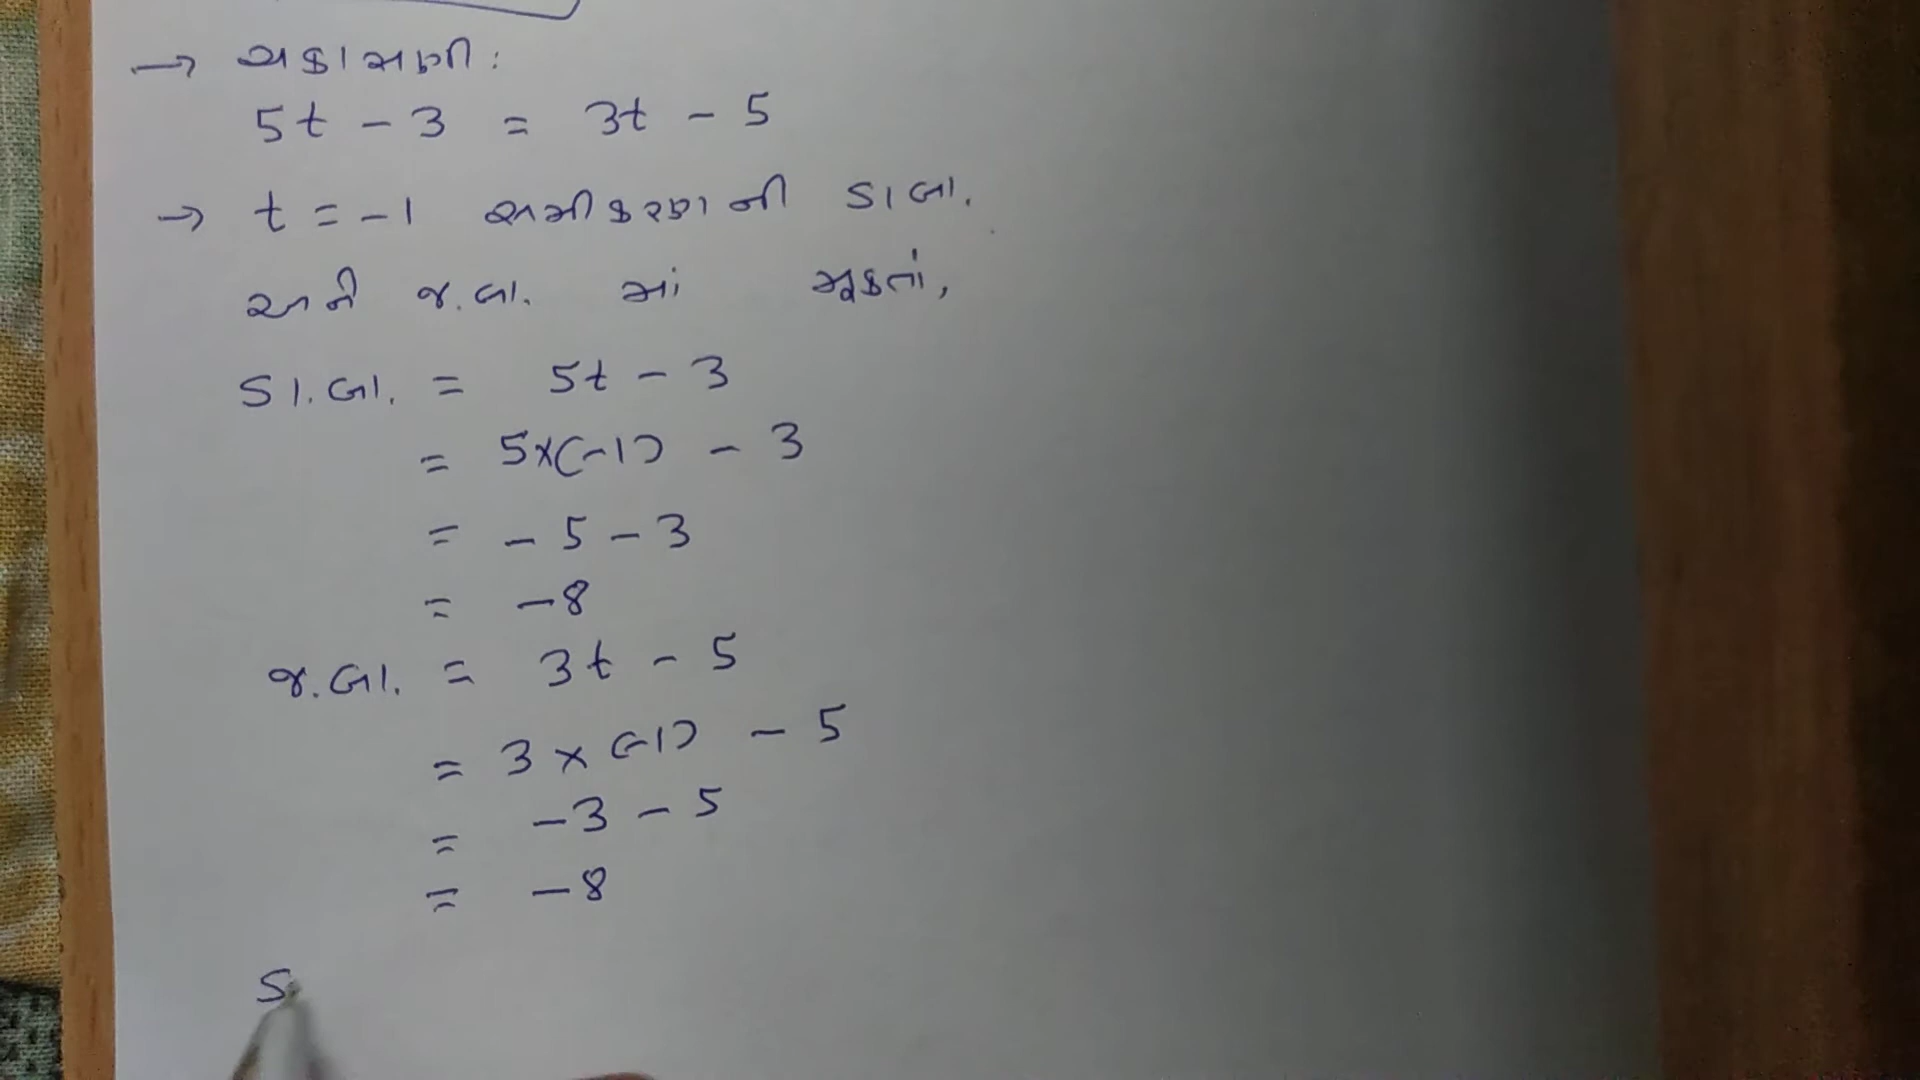 → ચકાસણી:
5t - 3 = 3t - 5
→ t = -1 સમીકરણની ડાબા.
અને જ.બા. માં મૂકતાં,
ડા.બા. = 5t - 3
= 5×(-1) - 3
= -5 - 3
= -8
જ.બા. = 3t - 5
= 3 × (-1) - 5
= -3 - 5
= -8
ડ